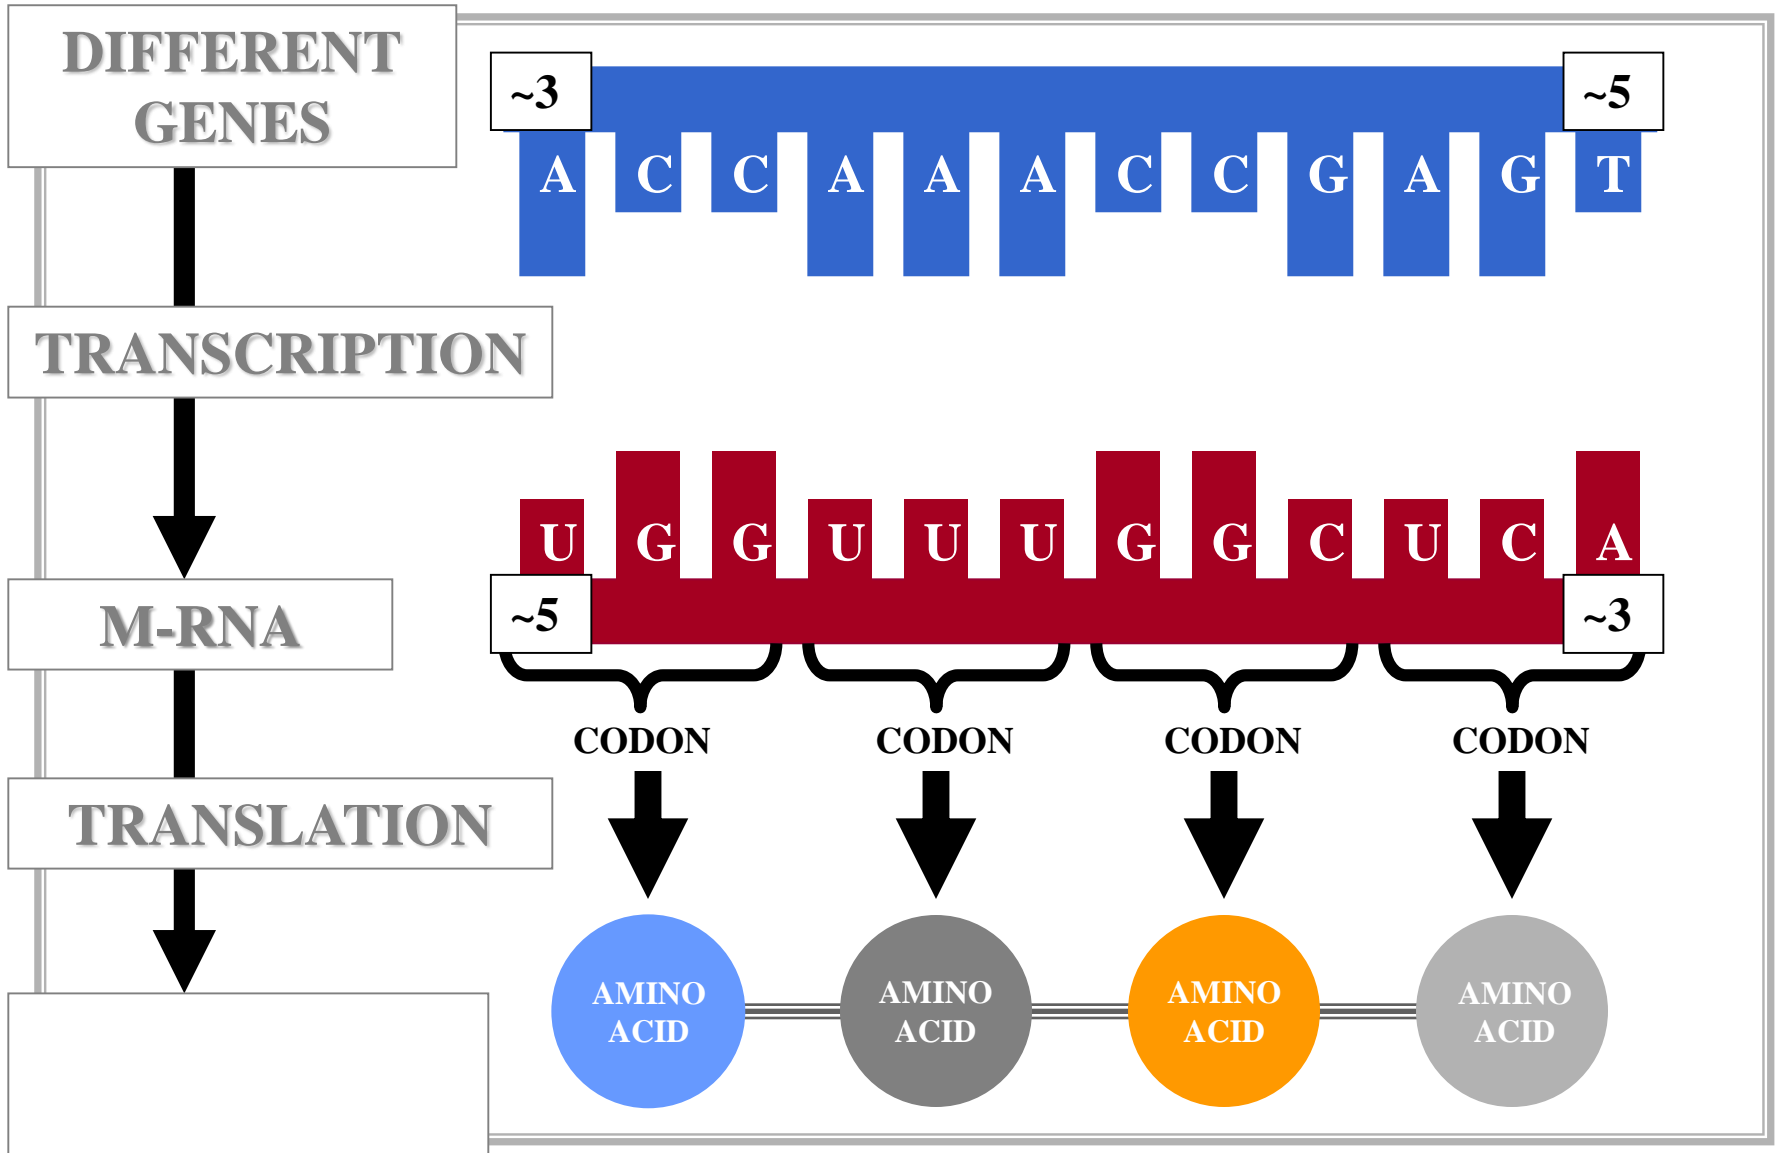 DIFFERENT
GENES
~3
~5
A C C A A A C C G A G T
TRANSCRIPTION
U G G U U U G G C U C A
M-RNA
~5
~3
CODON CODON CODON CODON
TRANSLATION
AMINO AMINO AMINO AMINO
ACID ACID ACID ACID